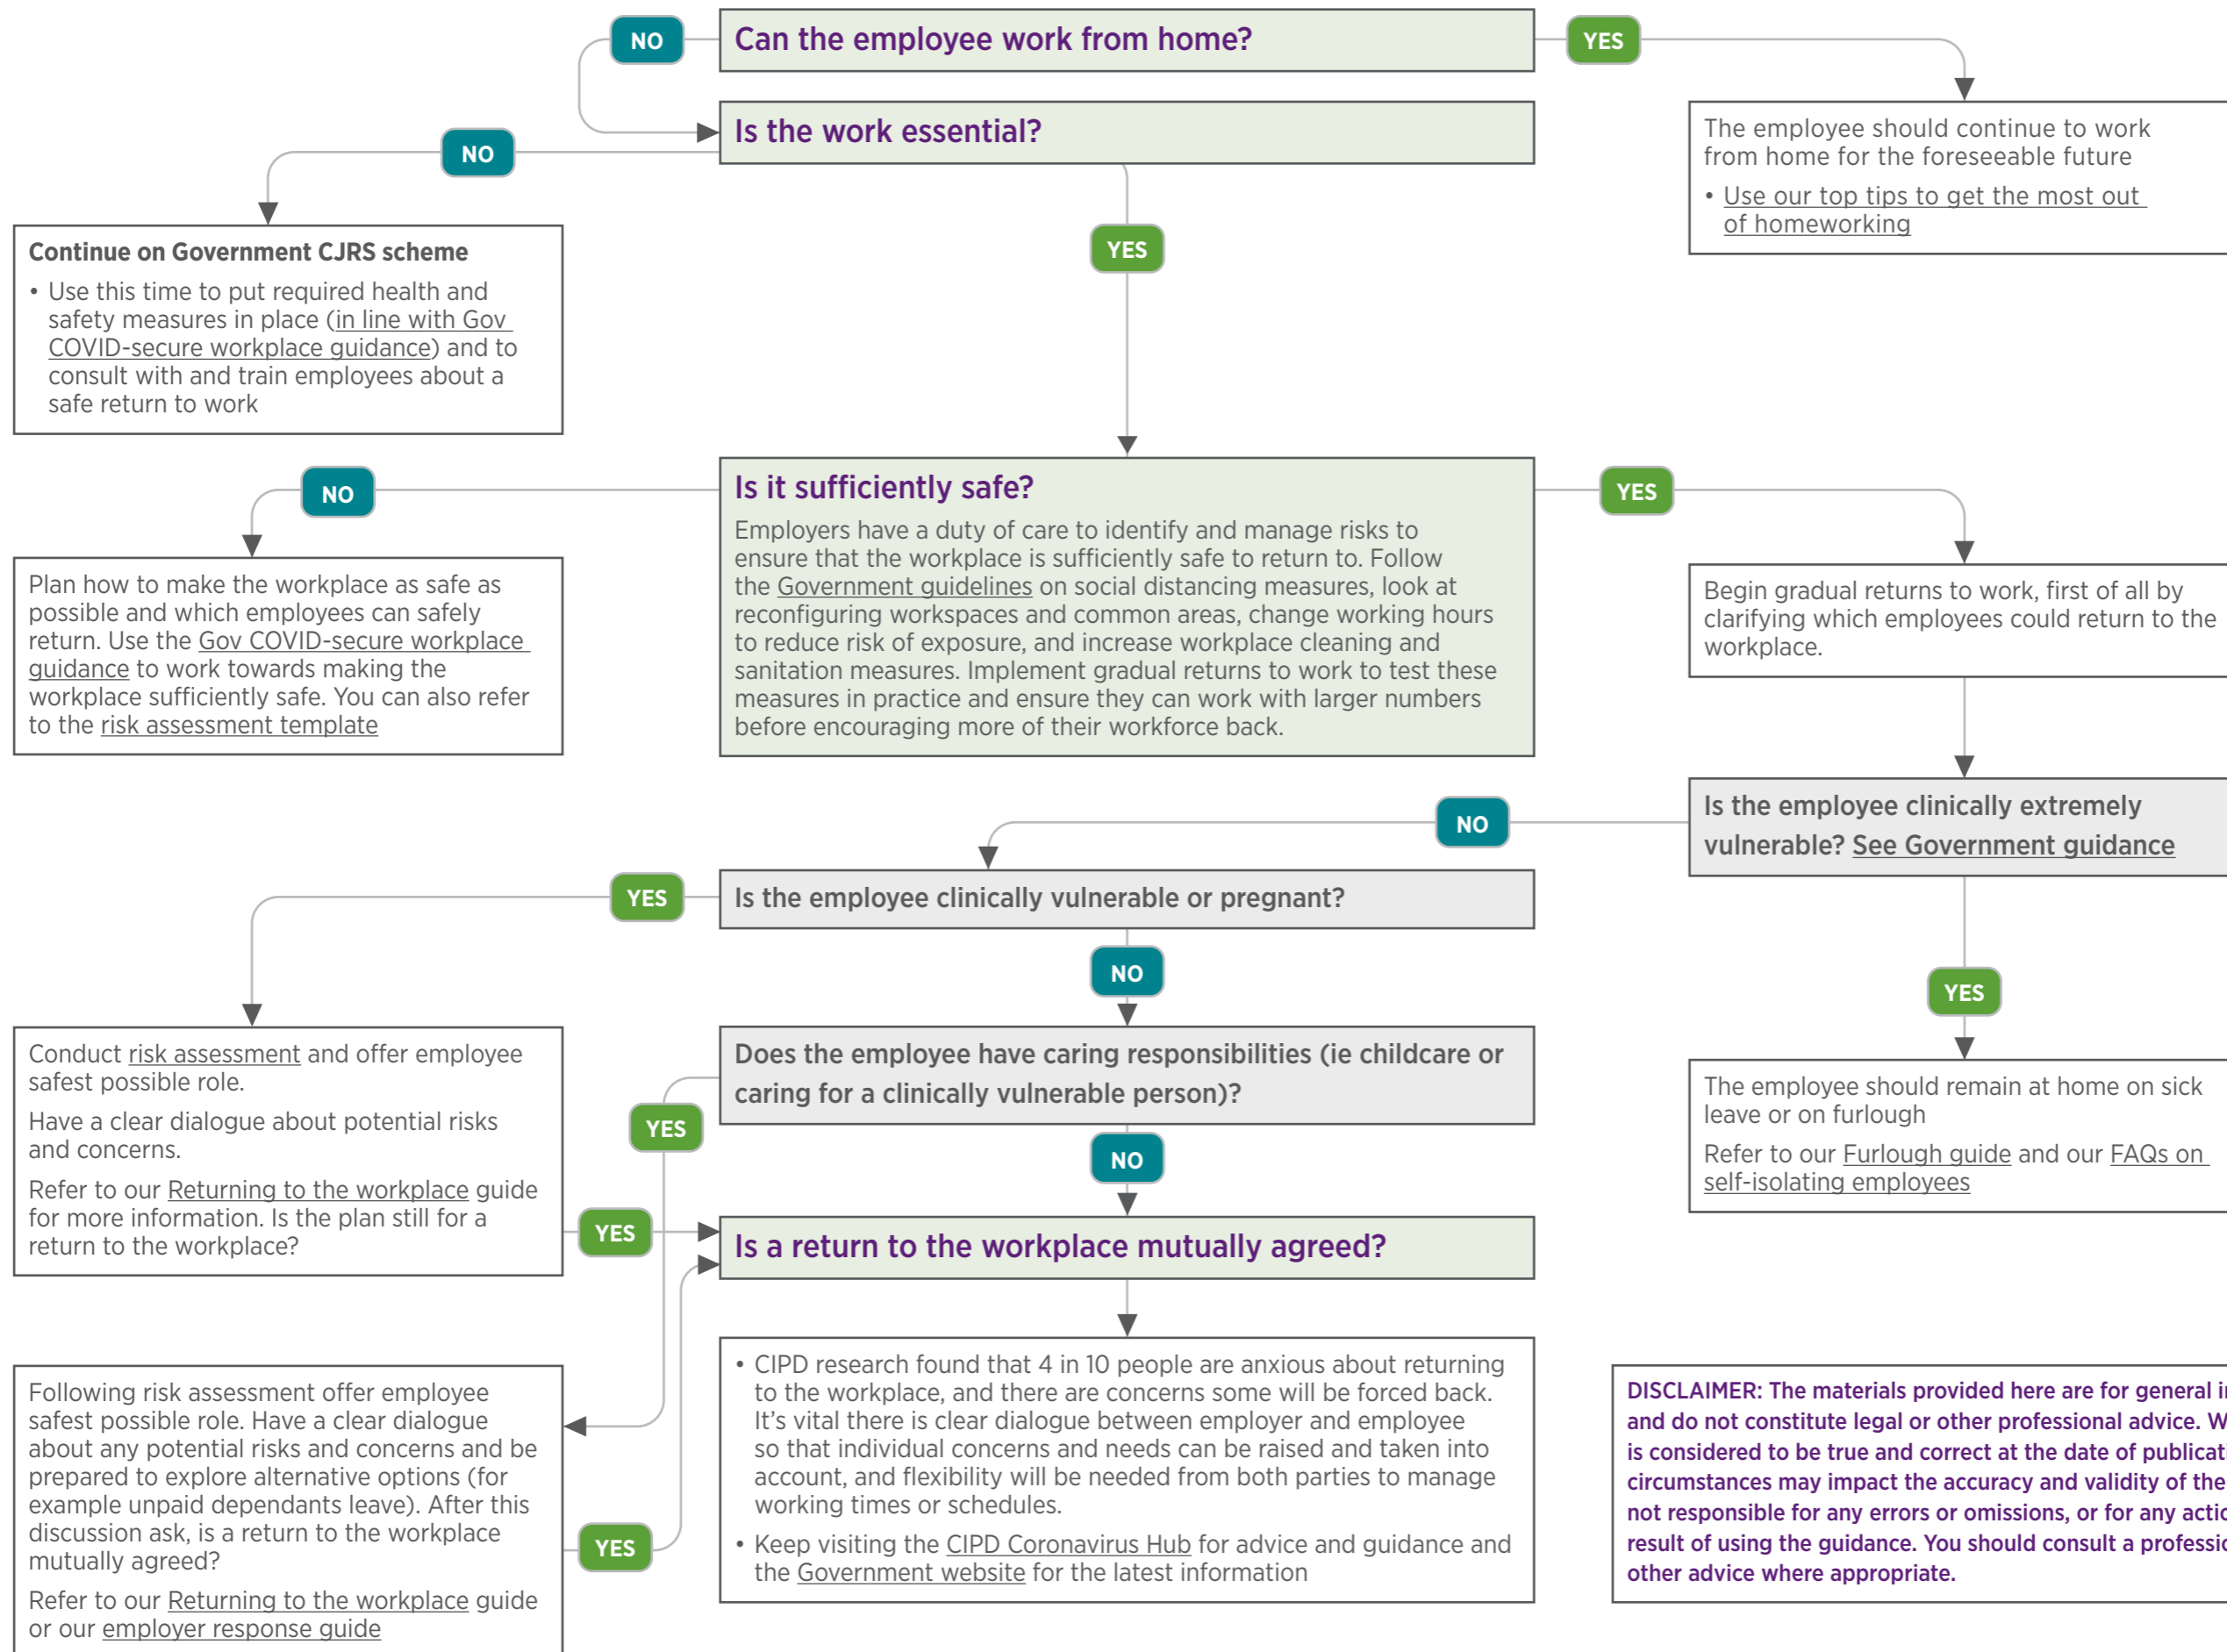 NO
Can the employee work from home?
YES
Is the work essential?
NO
The employee should continue to work
from home for the foreseeable future
• Use our top tips to get the most out
of homeworking
Continue on Government CJRS scheme
• Use this time to put required health and
safety measures in place (in line with Gov
COVID-secure workplace guidance) and to
consult with and train employees about a
safe return to work
YES
NO
Is it sufficiently safe?
Employers have a duty of care to identify and manage risks to
ensure that the workplace is sufficiently safe to return to. Follow
the Government guidelines on social distancing measures, look at
reconfiguring workspaces and common areas, change working hours
to reduce risk of exposure, and increase workplace cleaning and
sanitation measures. Implement gradual returns to work to test these
measures in practice and ensure they can work with larger numbers
before encouraging more of their workforce back.
YES
Plan how to make the workplace as safe as
possible and which employees can safely
return. Use the Gov COVID-secure workplace
guidance to work towards making the
workplace sufficiently safe. You can also refer
to the risk assessment template
Begin gradual returns to work, first of all by
clarifying which employees could return to the
workplace.
Is the employee clinically extremely
vulnerable? See Government guidance
NO
YES
Is the employee clinically vulnerable or pregnant?
NO
YES
Conduct risk assessment and offer employee
safest possible role.
Have a clear dialogue about potential risks
and concerns.
Refer to our Returning to the workplace guide
for more information. Is the plan still for a
return to the workplace?
Does the employee have caring responsibilities (ie childcare or
caring for a clinically vulnerable person)?
YES
NO
The employee should remain at home on sick
leave or on furlough
Refer to our Furlough guide and our FAQs on
self-isolating employees
YES
Is a return to the workplace mutually agreed?
Following risk assessment offer employee
safest possible role. Have a clear dialogue
about any potential risks and concerns and be
prepared to explore alternative options (for
example unpaid dependants leave). After this
discussion ask, is a return to the workplace
mutually agreed?
Refer to our Returning to the workplace guide
or our employer response guide
YES
• CIPD research found that 4 in 10 people are anxious about returning
to the workplace, and there are concerns some will be forced back.
It's vital there is clear dialogue between employer and employee
so that individual concerns and needs can be raised and taken into
account, and flexibility will be needed from both parties to manage
working times or schedules.
• Keep visiting the CIPD Coronavirus Hub for advice and guidance and
the Government website for the latest information
DISCLAIMER: The materials provided here are for general
and do not constitute legal or other professional advice.
is considered to be true and correct at the date of
circumstances may impact the accuracy and validity of the
not responsible for any errors or omissions, or for any
result of using the guidance. You should consult a
other advice where appropriate.